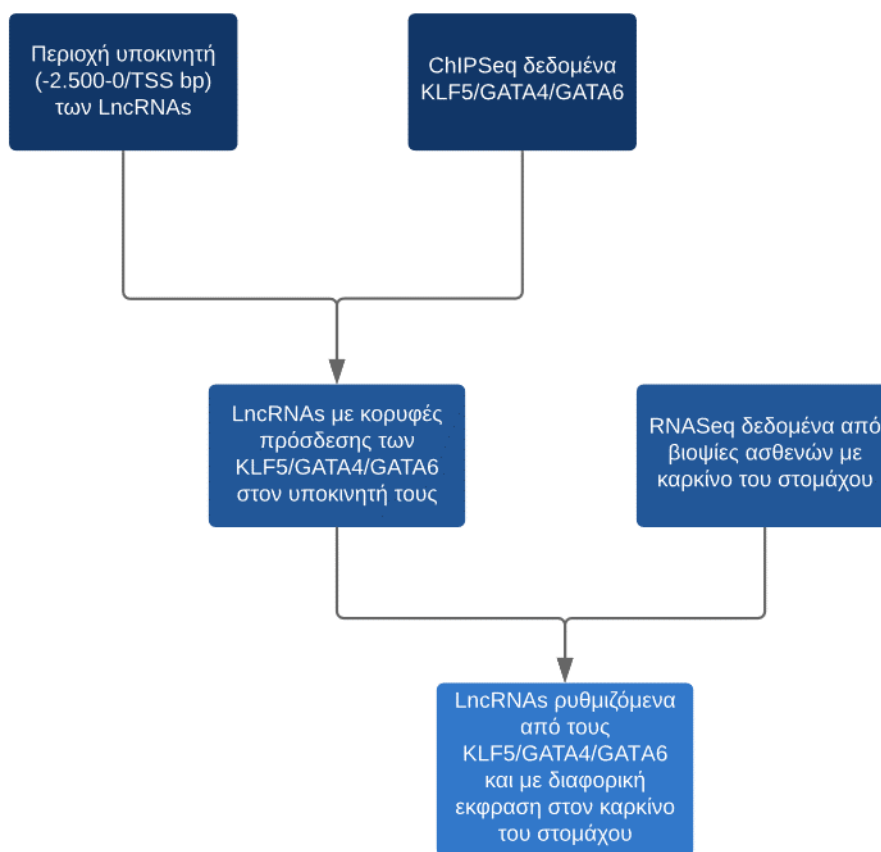 Περιοχή υποκινητή
(-2.500-0/TSS bp)
των LncRNAs
ChIPSeq δεδομένα
KLF5/GATA4/GATA6
LncRNAs με κορυφές
πρόσδεσης των
KLF5/GATA4/GATA6
στον υποκινητή τους
RNASeq δεδομένα από
βιοψίες ασθενών με
καρκίνο του στομάχου
LncRNAs ρυθμιζόμενα
από τους
KLF5/GATA4/GATA6
και με διαφορική
εκφραση στον καρκίνο
του στομάχου